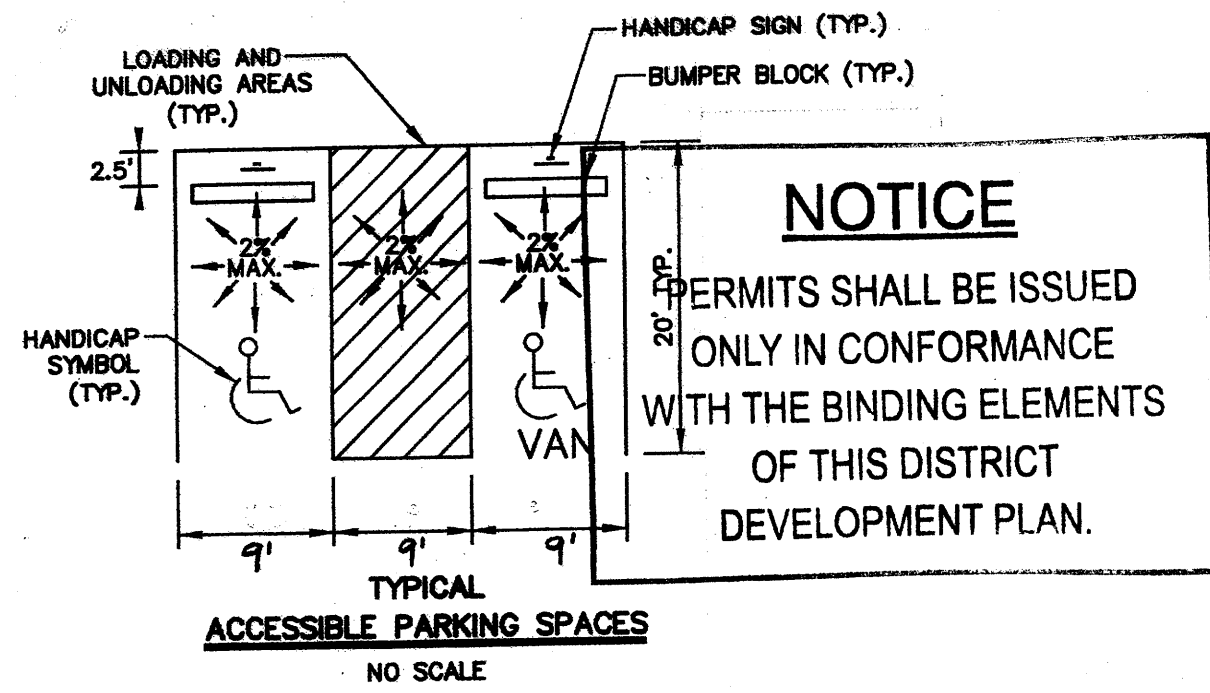 HANDICAP SIGN (TYP.)
LOADING AND
UNLOADING AREAS
(TYP.)
BUMPER BLOCK (TYP.)
2.5'
2%
MAX.
2%
MAX.
2%
MAX.
20' TYP.
HANDICAP
SYMBOL
(TYP.)
VAN
9'
9'
9'
TYPICAL
ACCESSIBLE PARKING SPACES
NO SCALE
NOTICE
PERMITS SHALL BE ISSUED
ONLY IN CONFORMANCE
WITH THE BINDING ELEMENTS
OF THIS DISTRICT
DEVELOPMENT PLAN.